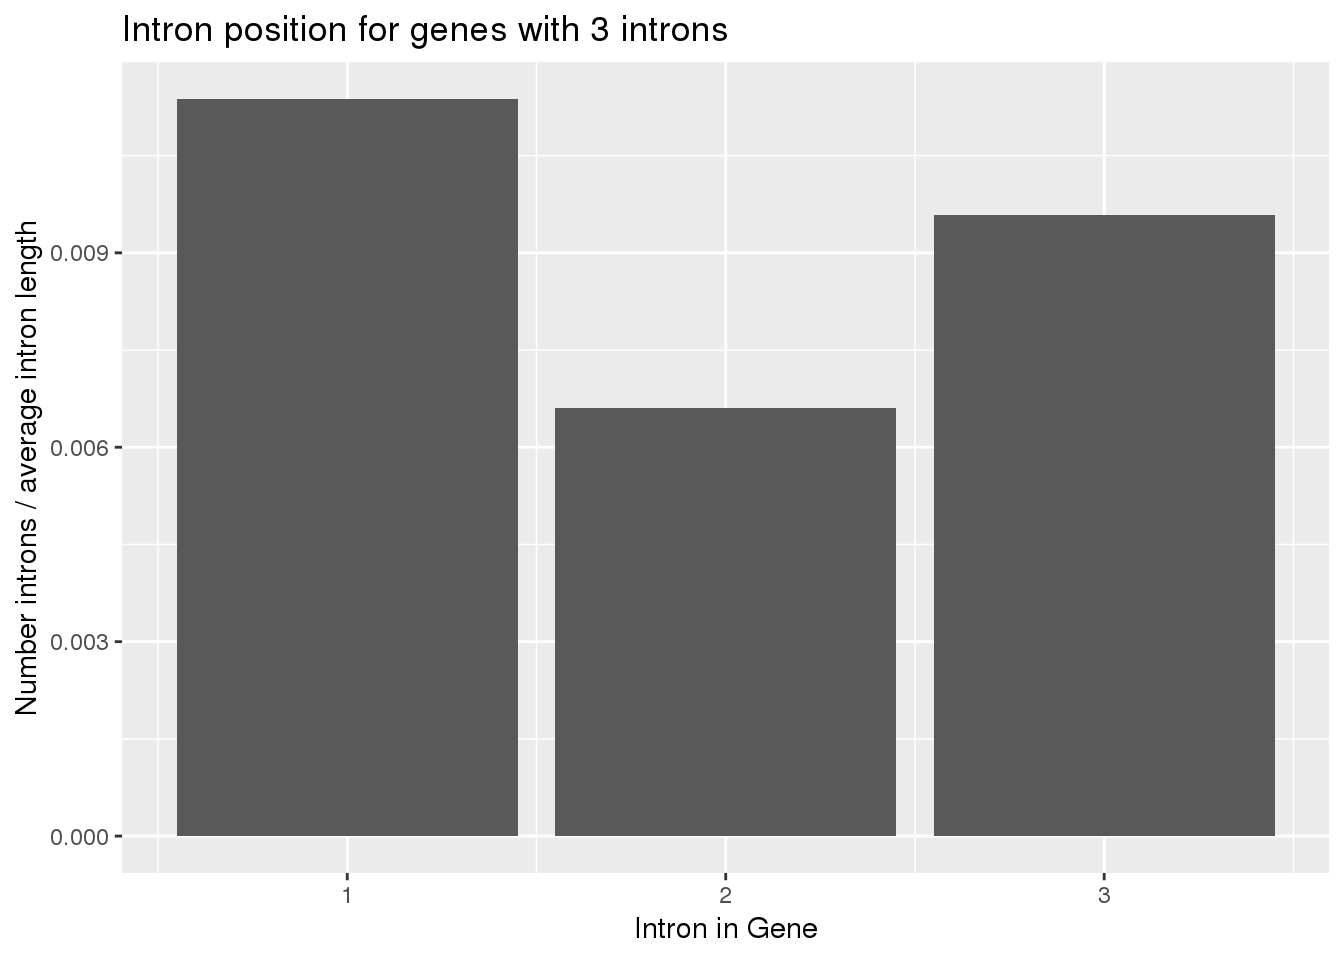 Intron position for genes with 3 introns
Number introns / average intron length
0.009
0.006
0.003
0.000
1 2 3
Intron in Gene